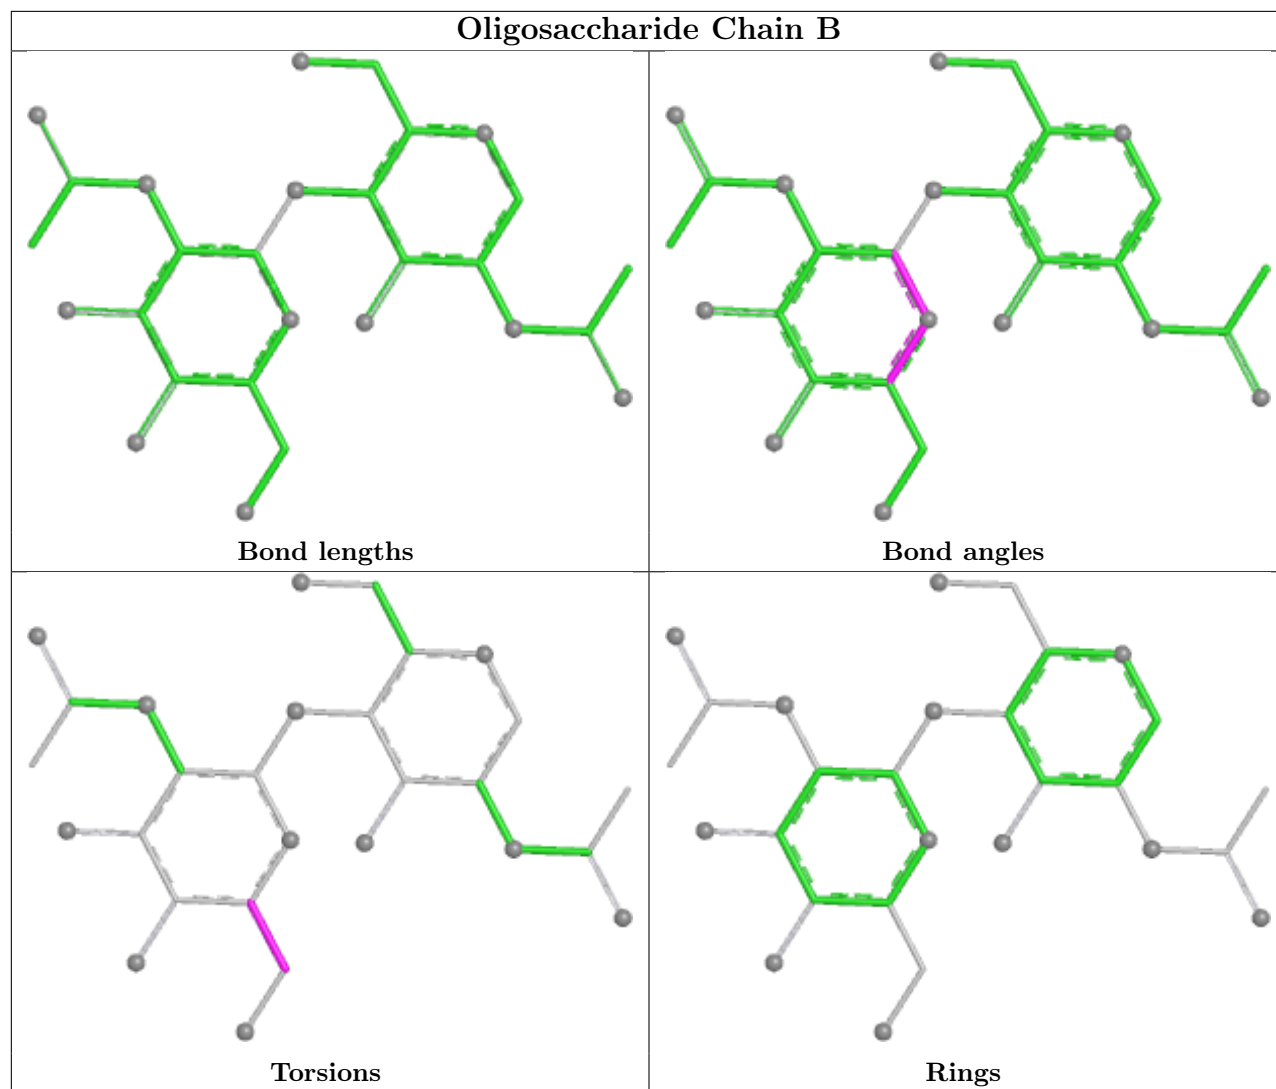 Oligosaccharide Chain B
Bond lengths
Bond angles
Torsions
Rings